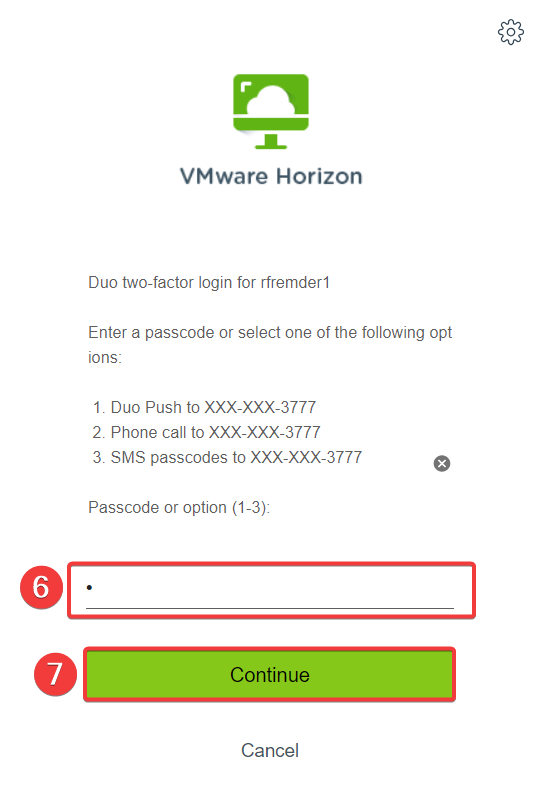 VMware Horizon
Duo two-factor login for rfremder1
Enter a passcode or select one of the following opt
ions:
1. Duo Push to XXX-XXX-3777
2. Phone call to XXX-XXX-3777
3. SMS passcodes to XXX-XXX-3777
Passcode or option (1-3):
6 •
7 Continue
Cancel